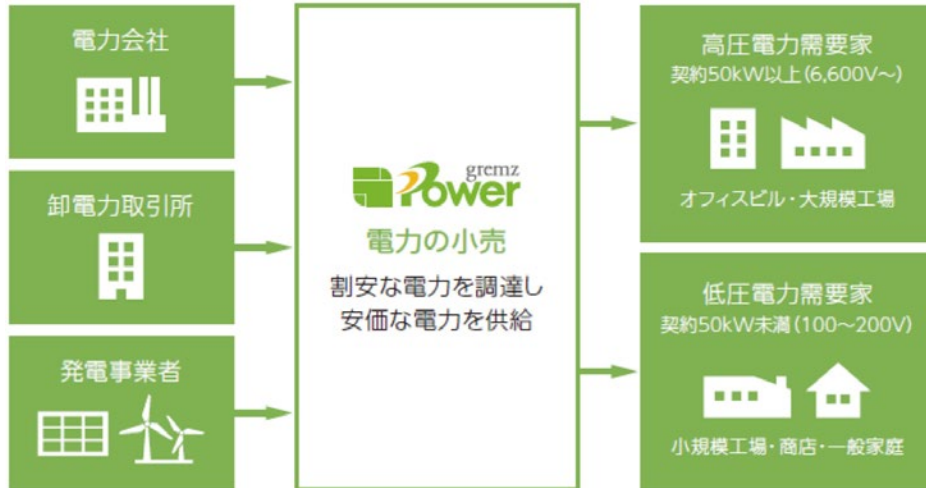 電力会社
卸電力取引所
発電事業者
gremz
Power
電力の小売
割安な電力を調達し
安価な電力を供給
高圧電力需要家
契約50kW以上(6,600V～)
オフィスビル・大規模工場
低圧電力需要家
契約50kW未満(100～200V)
小規模工場・商店・一般家庭